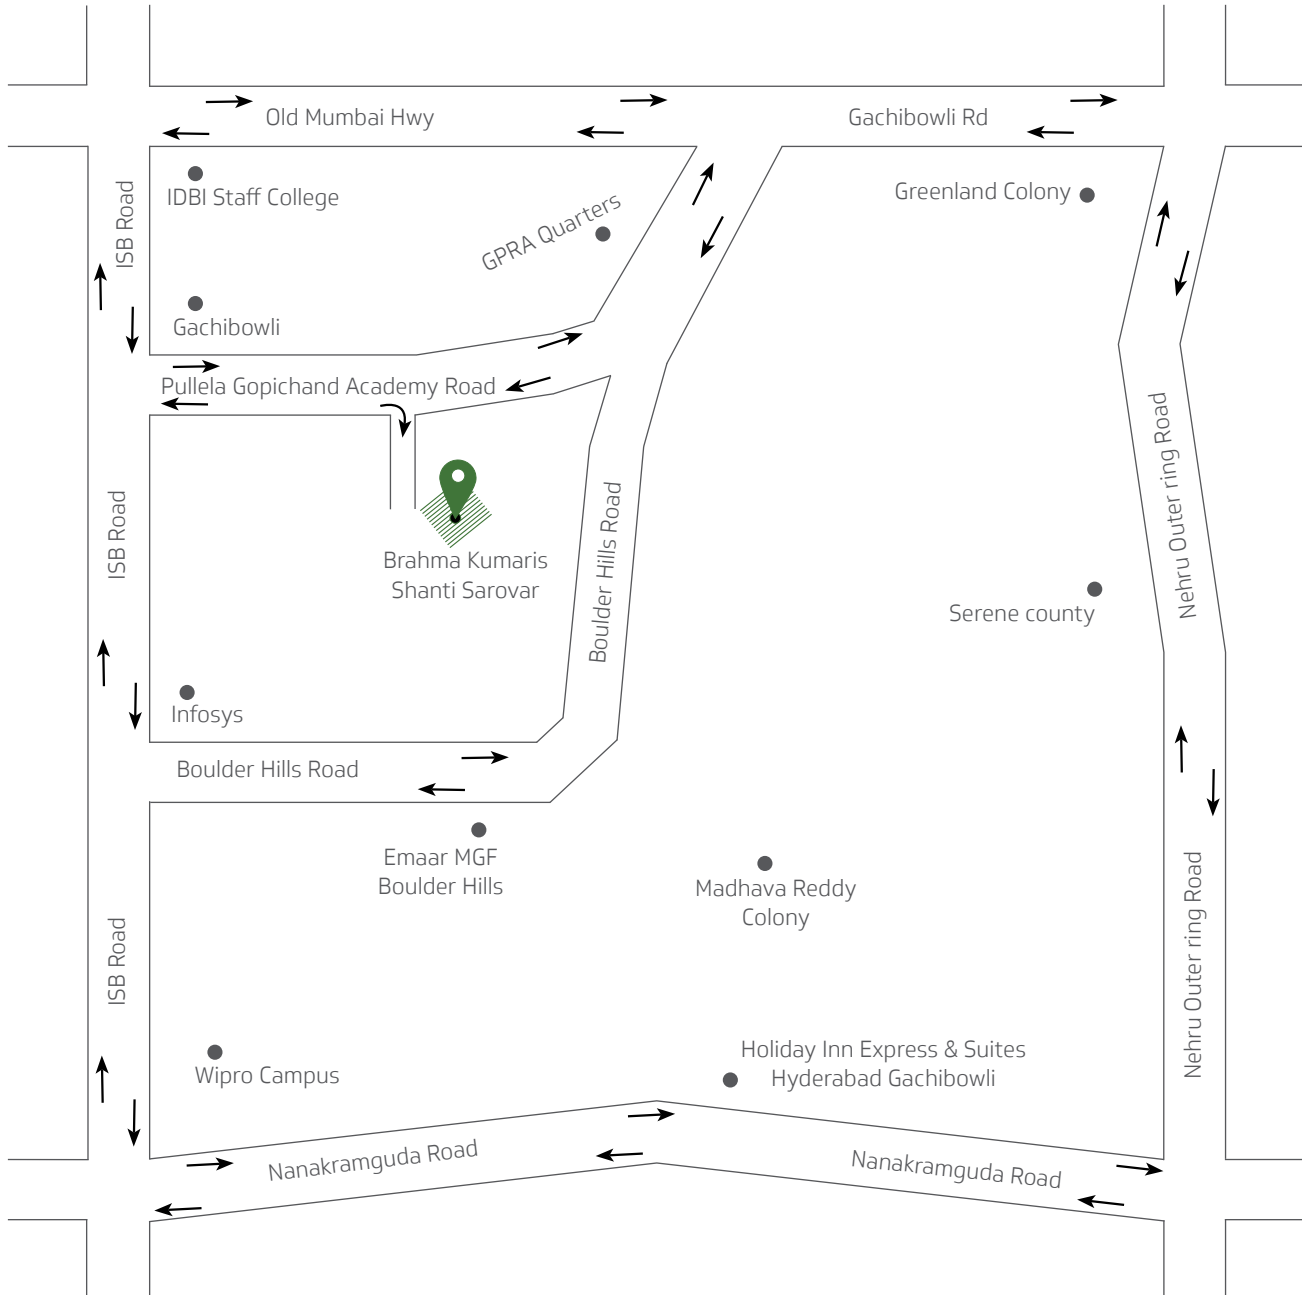 Old Mumbai Hwy
Gachibowli Rd
ISB Road
IDBI Staff College
GPRA Quarters
Greenland Colony
Gachibowli
Pullela Gopichand Academy Road
Nehru Outer ring Road
ISB Road
Boulder Hills Road
Brahma Kumaris
Shanti Sarovar
Serene county
Infosys
Boulder Hills Road
Emaar MGF
Boulder Hills
Madhava Reddy
Colony
ISB Road
Nehru Outer ring Road
Wipro Campus
Holiday Inn Express & Suites
Hyderabad Gachibowli
Nanakramguda Road
Nanakramguda Road